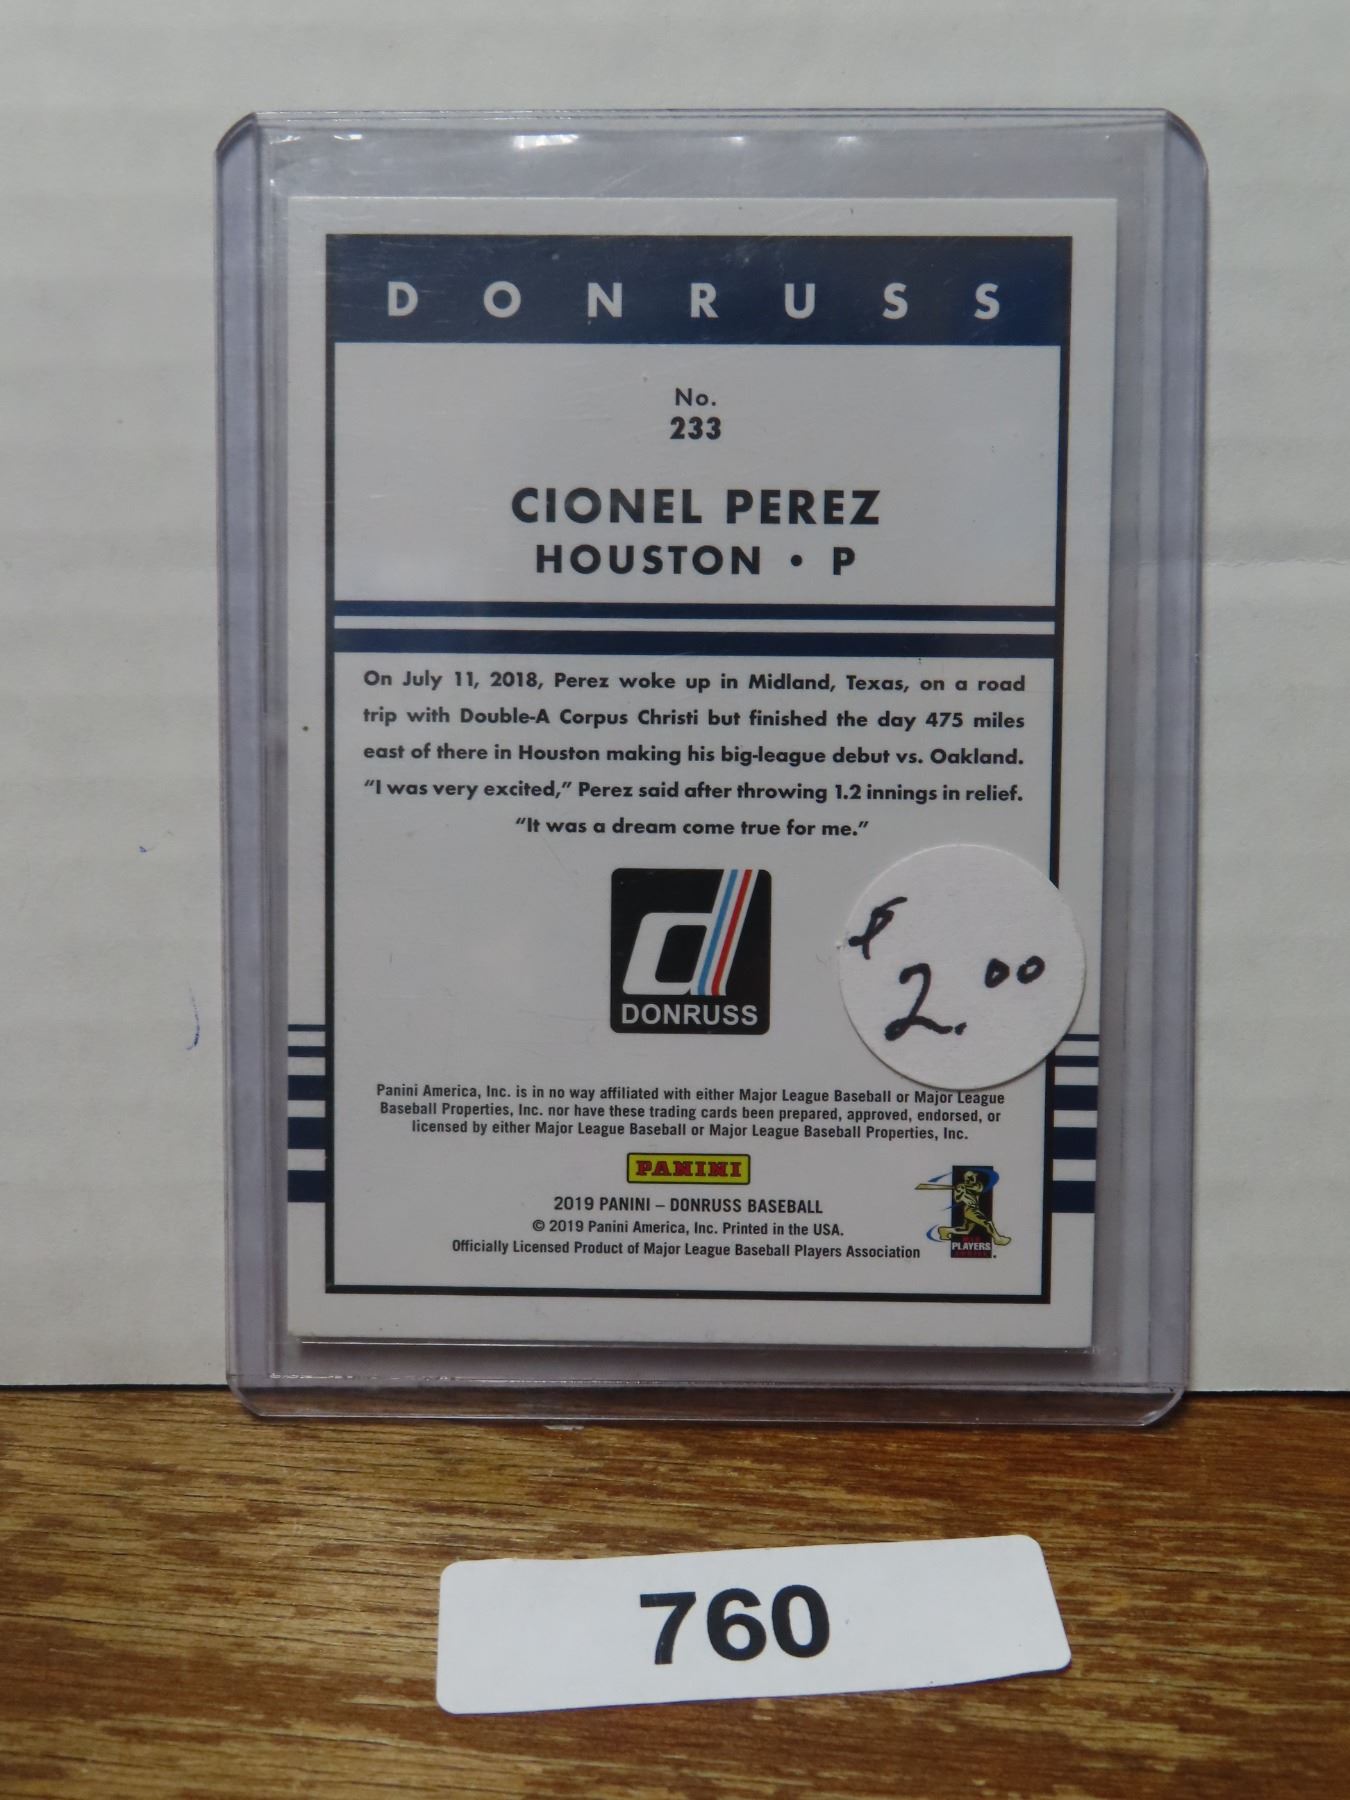 DONRUSS
No.
233
CIONEL PEREZ
HOUSTON • P
On July 11, 2018, Perez woke up in Midland, Texas, on a road
trip with Double-A Corpus Christi but finished the day 475 miles
east of there in Houston making his big-league debut vs. Oakland.
“I was very excited,” Perez said after throwing 1.2 innings in relief.
“It was a dream come true for me.”
d
DONRUSS
$ 2.00
Panini America, Inc. is in no way affiliated with either Major League Baseball or Major League
Baseball Properties, Inc. nor have these trading cards been prepared, approved, endorsed, or
licensed by either Major League Baseball or Major League Baseball Properties, Inc.
PANINI
2019 PANINI – DONRUSS BASEBALL
© 2019 Panini America, Inc. Printed in the USA.
Officially Licensed Product of Major League Baseball Players Association
PLAYERS
760